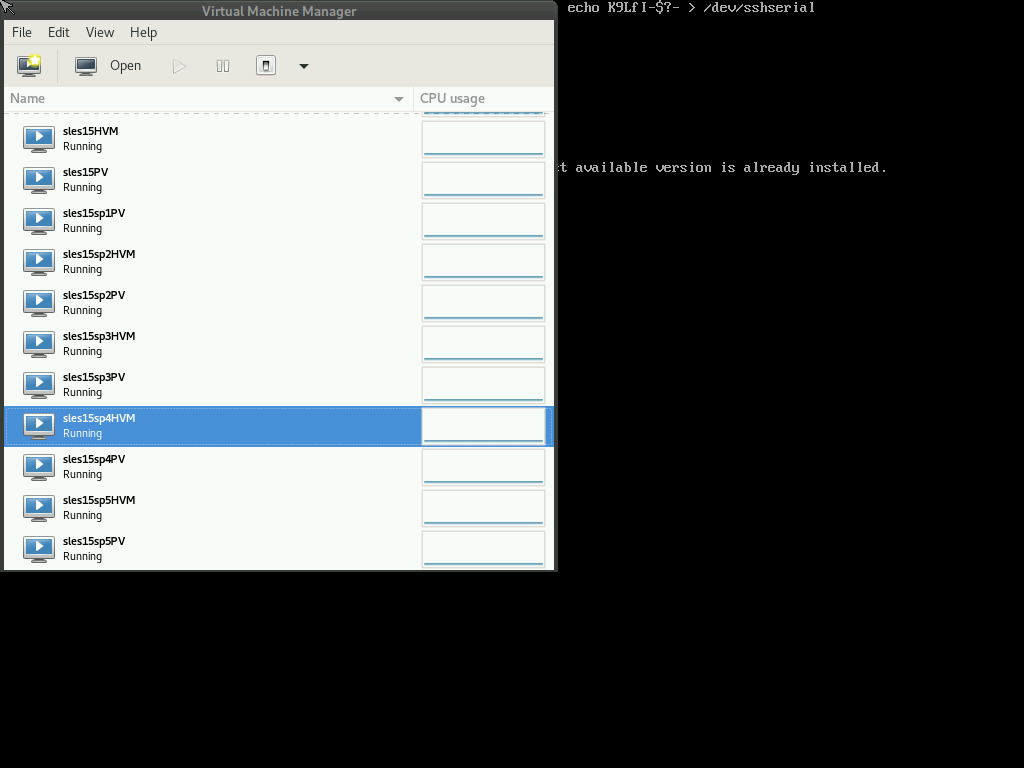 Virtual Machine Manager
echo K9LfI-$?- > /dev/sshserial
File Edit View Help
Open
Name CPU usage
sles15HVM
Running
t available version is already installed.
sles15PV
Running
sles15sp1PV
Running
sles15sp2HVM
Running
sles15sp2PV
Running
sles15sp3HVM
Running
sles15sp3PV
Running
sles15sp4HVM
Running
sles15sp4PV
Running
sles15sp5HVM
Running
sles15sp5PV
Running